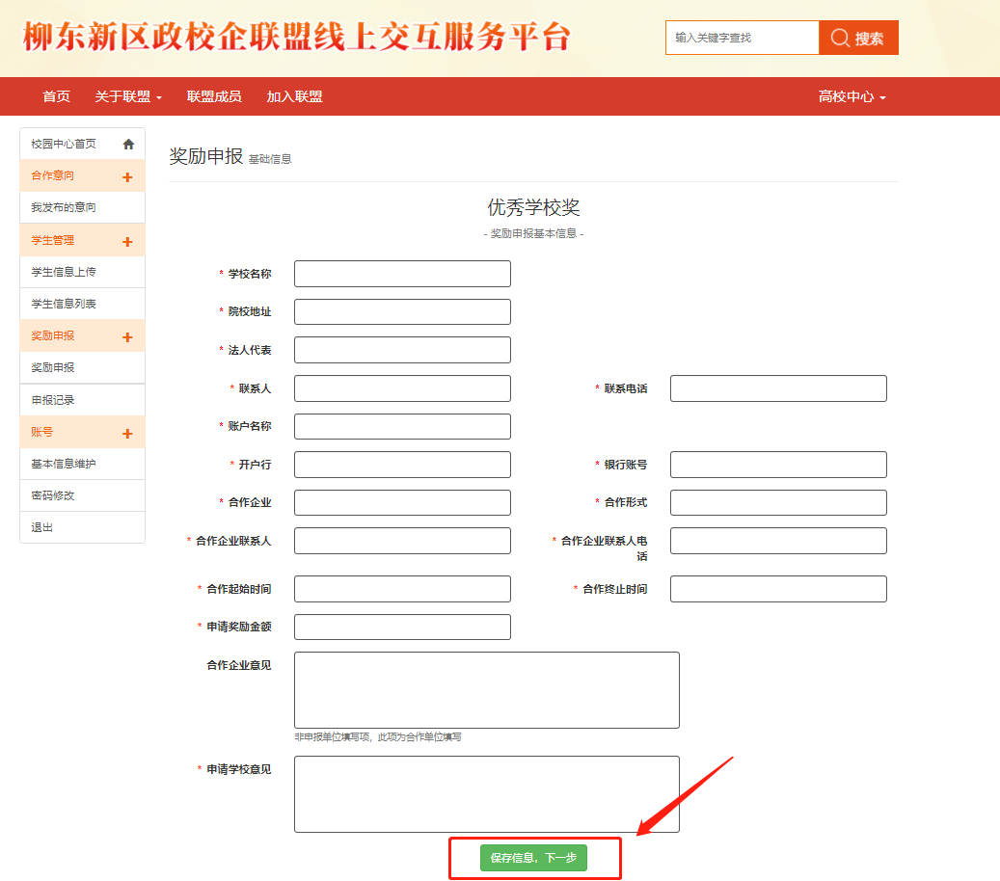 柳东新区政校企联盟线上交互服务平台
输入关键字查找
搜索
首页 关于联盟 联盟成员 加入联盟 高校中心
校园中心首页
合作意向 +
我发布的意向
学生管理 +
学生信息上传
学生信息列表
奖励申报 +
奖励申报
申报记录
账号 +
基本信息维护
密码修改
退出
奖励申报 基础信息
优秀学校奖
- 奖励申报基本信息 -
* 学校名称
* 院校地址
* 法人代表
* 联系人 * 联系电话
* 账户名称
* 开户行 * 银行账号
* 合作企业 * 合作形式
* 合作企业联系人 * 合作企业联系人电
话
* 合作起始时间 * 合作终止时间
* 申请奖励金额
合作企业意见
非申报单位填写项，此项为合作单位填写
* 申请学校意见
保存信息，下一步